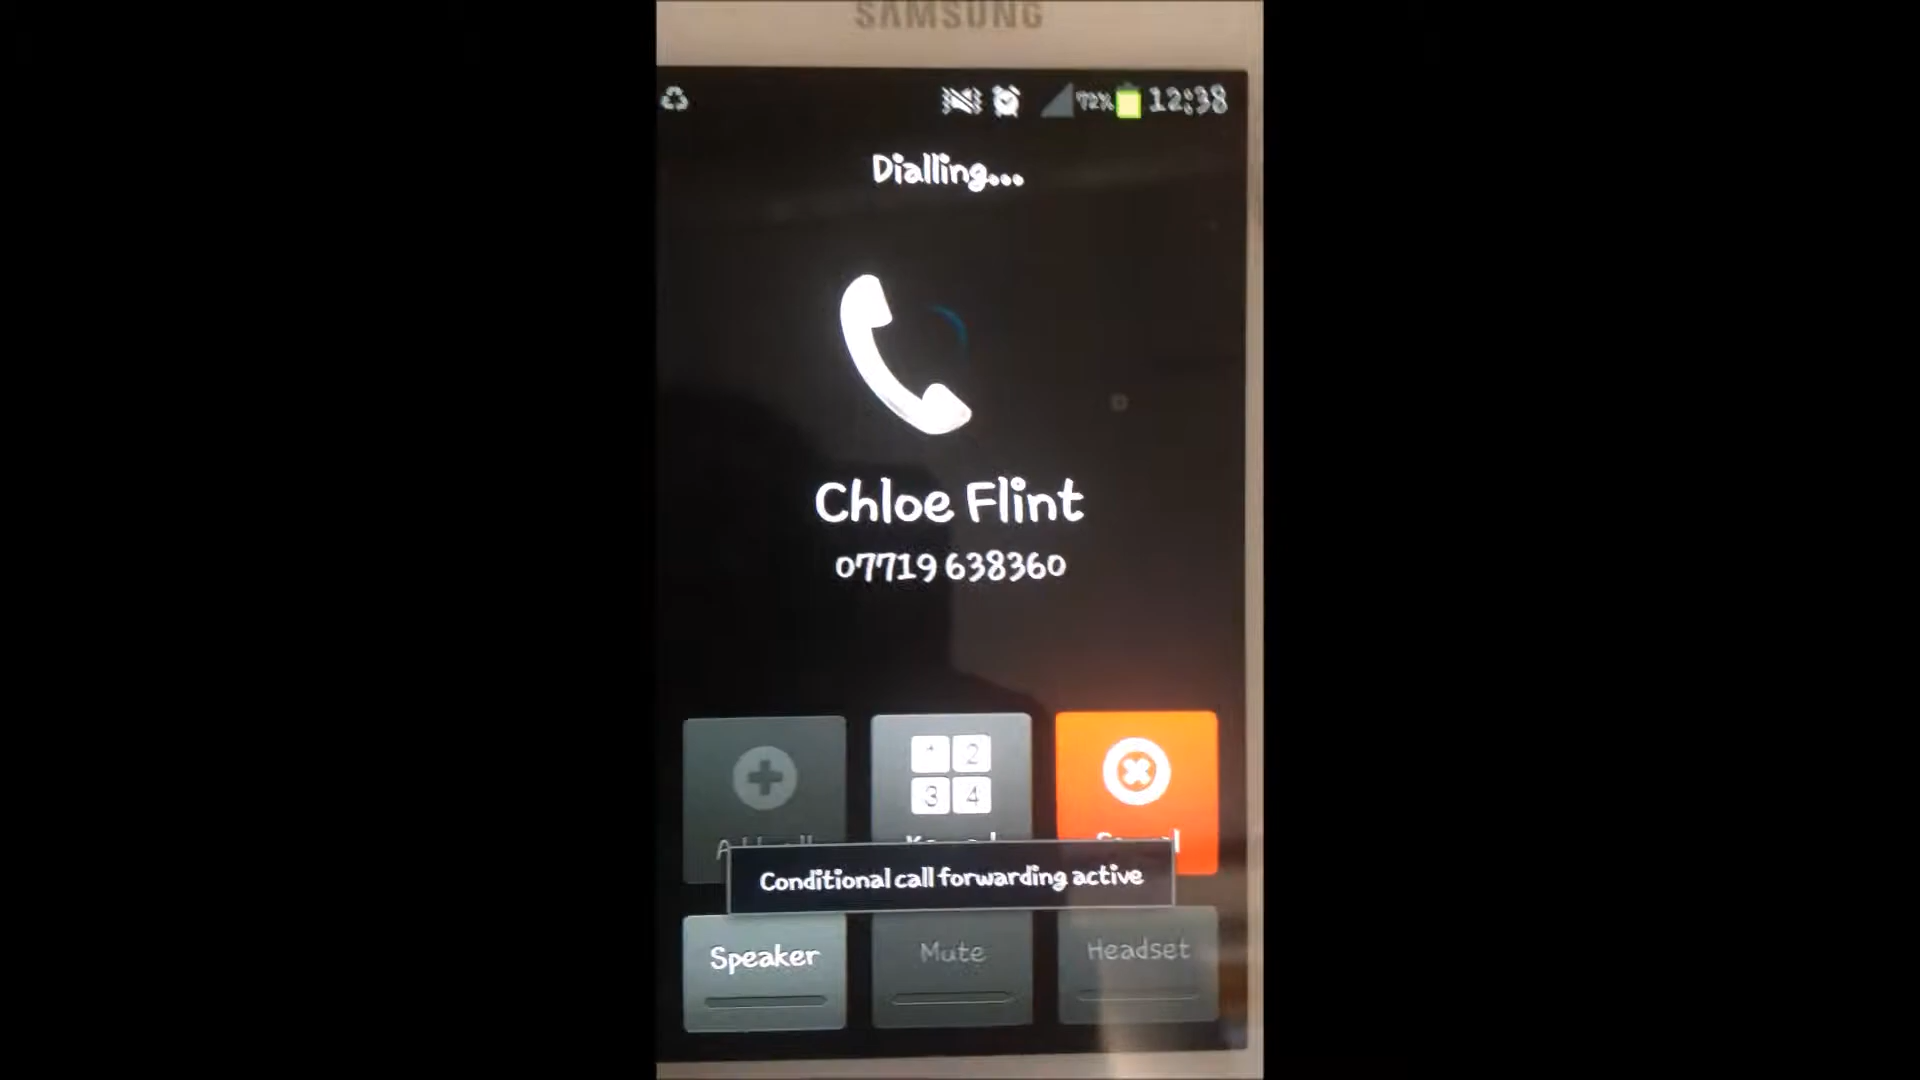 SAMSUNG
72% 12:38
Dialling...
Chloe Flint
07719 638360
1 2
3 4
Conditional call forwarding active
Speaker Mute Headset